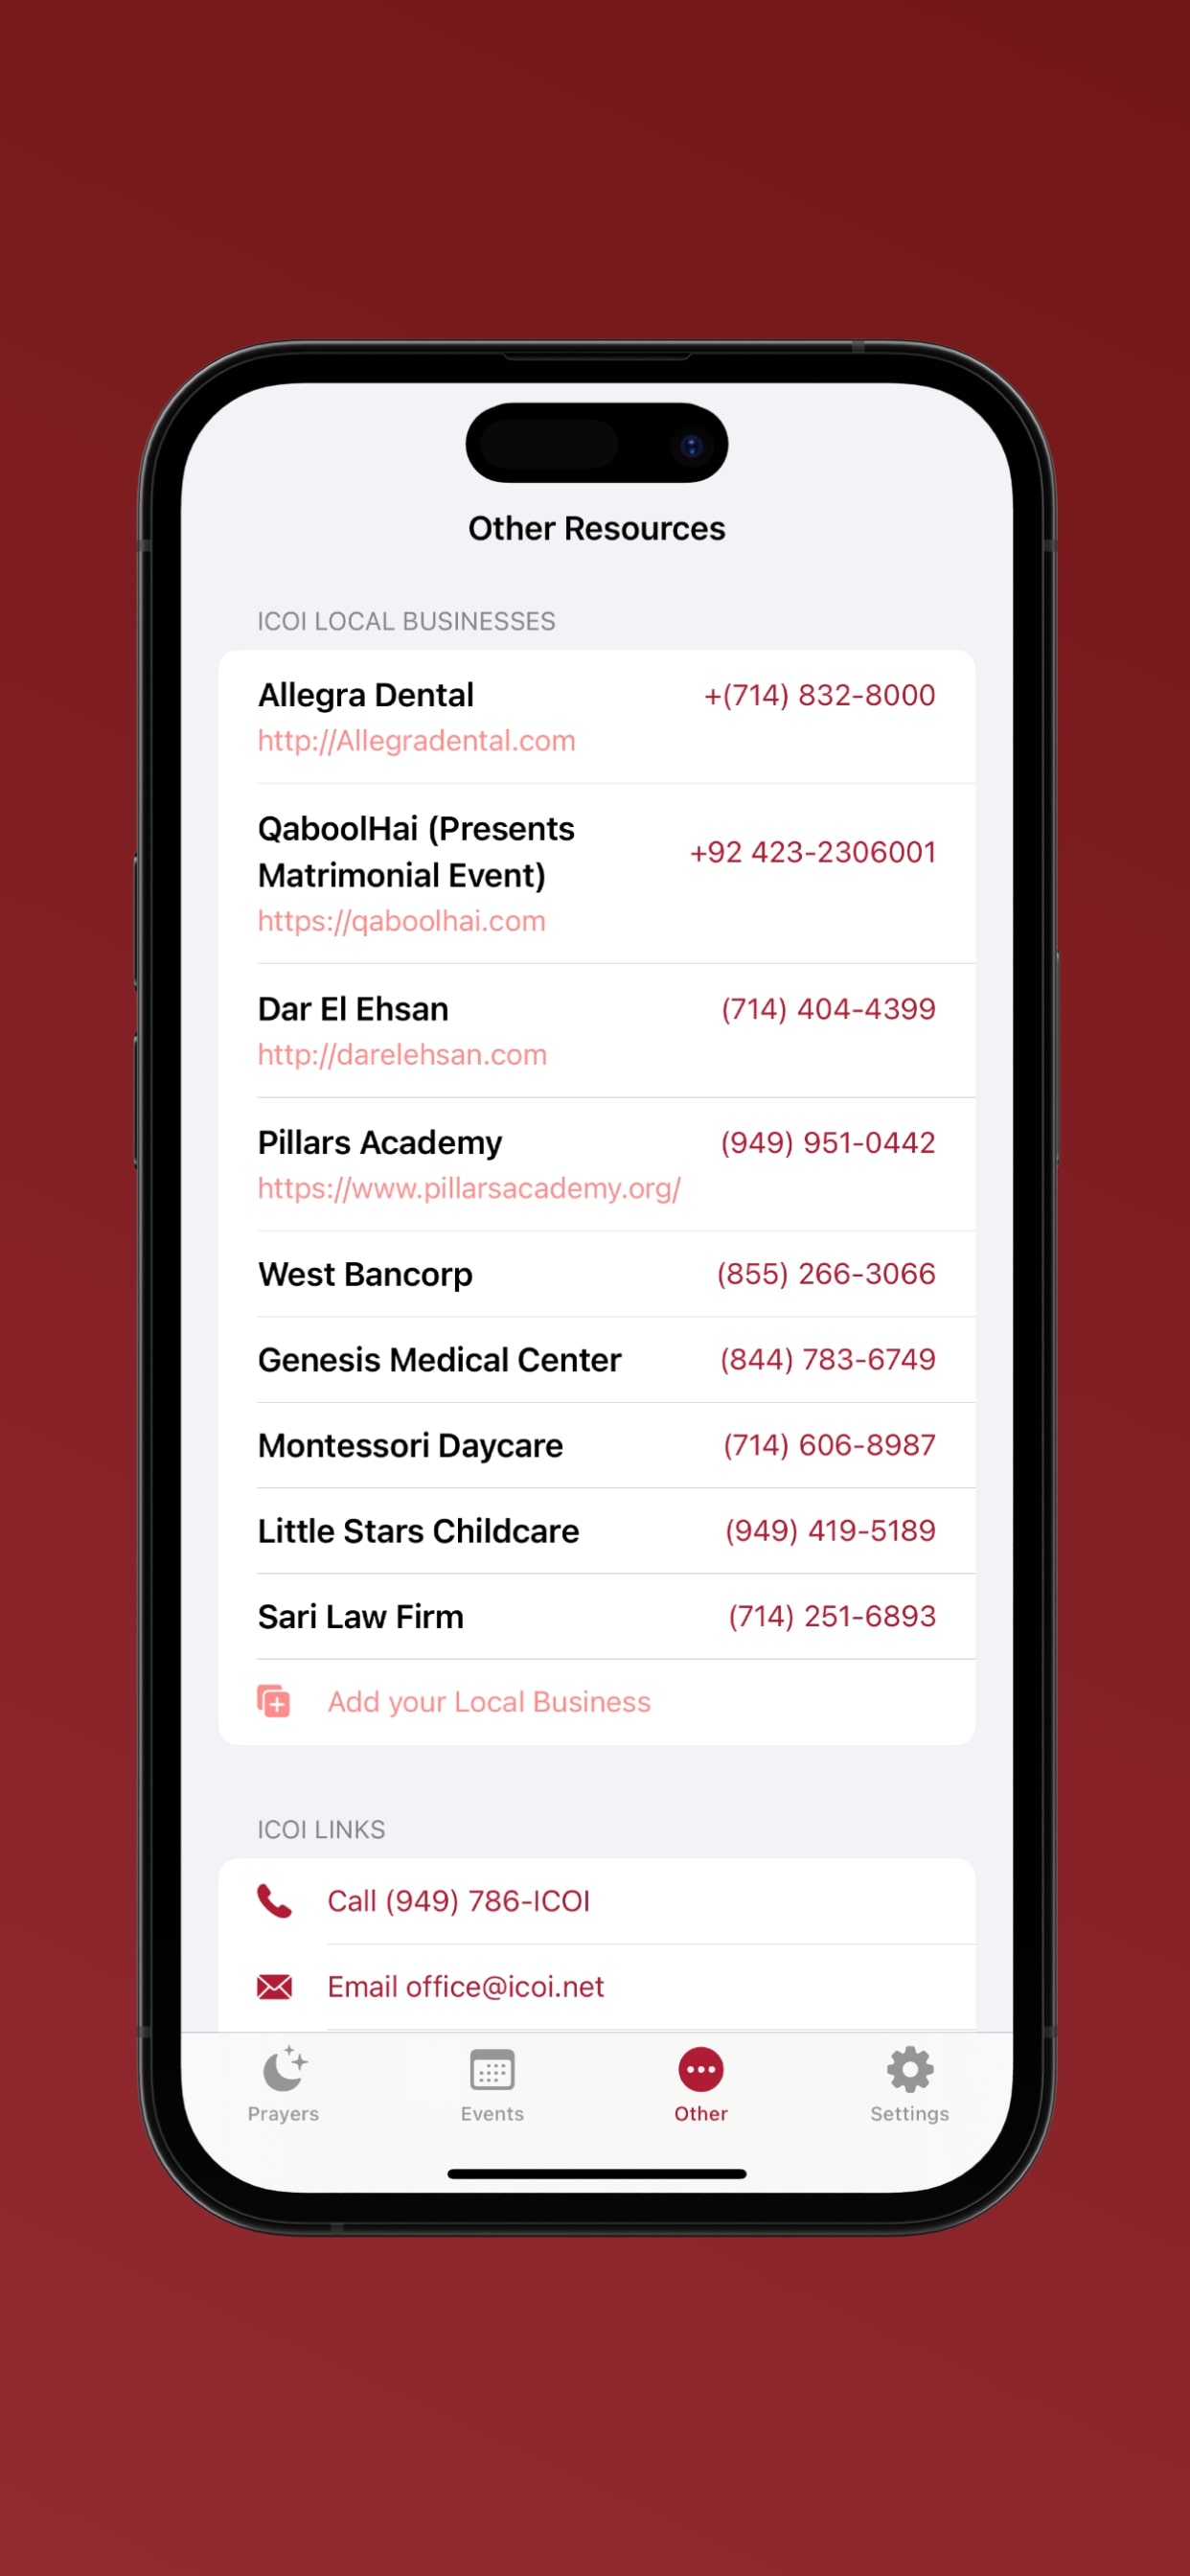 Other Resources
ICOI LOCAL BUSINESSES
Allegra Dental
+(714) 832-8000
http://Allegradental.com
QaboolHai (Presents
Matrimonial Event)
+92 423-2306001
https://qaboolhai.com
Dar El Ehsan
(714) 404-4399
http://darelehsan.com
Pillars Academy
(949) 951-0442
https://www.pillarsacademy.org/
West Bancorp
(855) 266-3066
Genesis Medical Center
(844) 783-6749
Montessori Daycare
(714) 606-8987
Little Stars Childcare
(949) 419-5189
Sari Law Firm
(714) 251-6893
Add your Local Business
ICOI LINKS
Call (949) 786-ICOI
Email office@icoi.net
Prayers
Events
Other
Settings